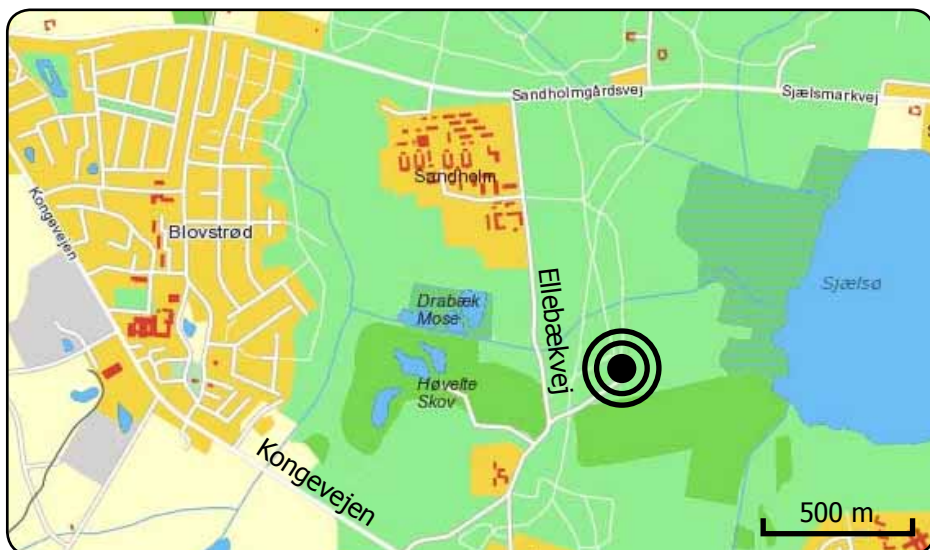 Sandholmgårdsvej
Sjælsmarkvej
Sandholm
Kongevejen
Blovstrød
Ellebækvej
Sjælsø
Drabæk
Mose
Høvelte
Skov
Kongevejen
500 m